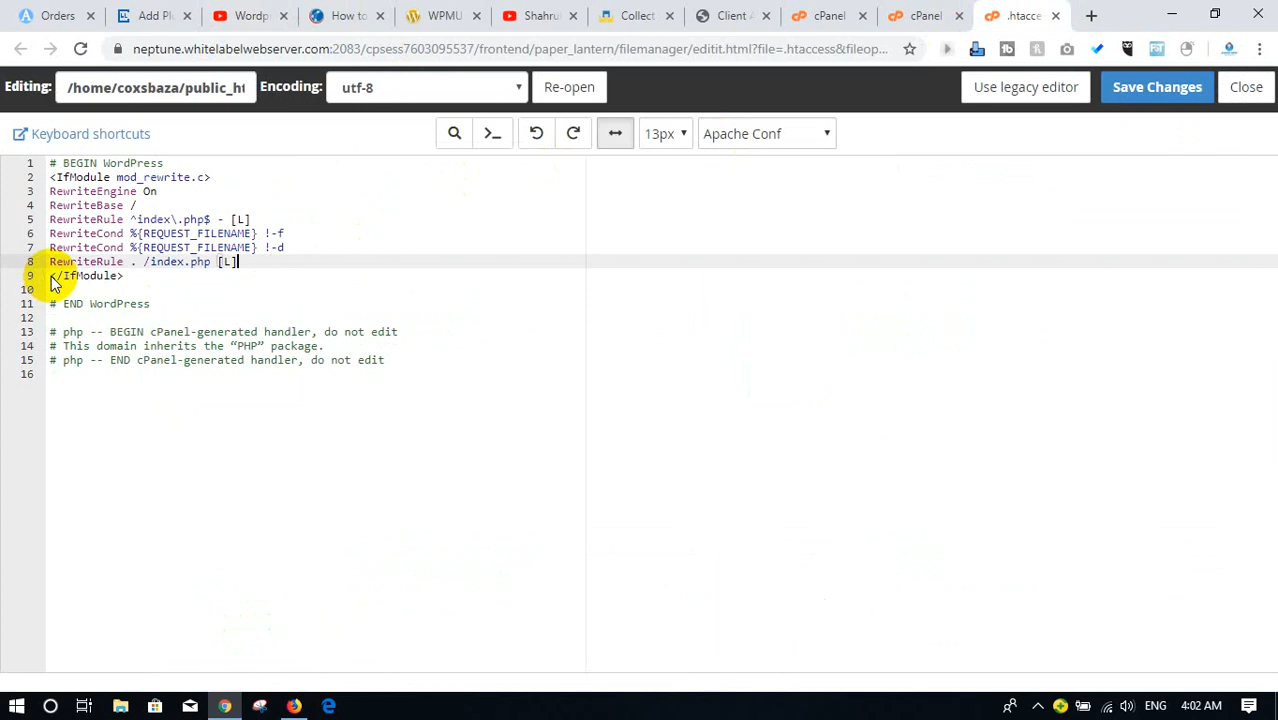 Orders
Add Plu
Wordp
How to
WPMU
Shahru
Collect
Client A
cPanel
cPanel
.htacce
neptune.whitelabelwebserver.com:2083/cpsess7603095537/frontend/paper_lantern/filemanager/editit.html?file=.htaccess&fileop...
Editing: /home/coxsbaza/public_ht Encoding: utf-8 Re-open Use legacy editor Save Changes Close
Keyboard shortcuts 13px Apache Conf
1 # BEGIN WordPress
2 <IfModule mod_rewrite.c>
3 RewriteEngine On
4 RewriteBase /
5 RewriteRule ^index\.php$ - [L]
6 RewriteCond %{REQUEST_FILENAME} !-f
7 RewriteCond %{REQUEST_FILENAME} !-d
8 RewriteRule . /index.php [L]
9 </IfModule>
10
11 # END WordPress
12
13 # php -- BEGIN cPanel-generated handler, do not edit
14 # This domain inherits the “PHP” package.
15 # php -- END cPanel-generated handler, do not edit
16
ENG 4:02 AM